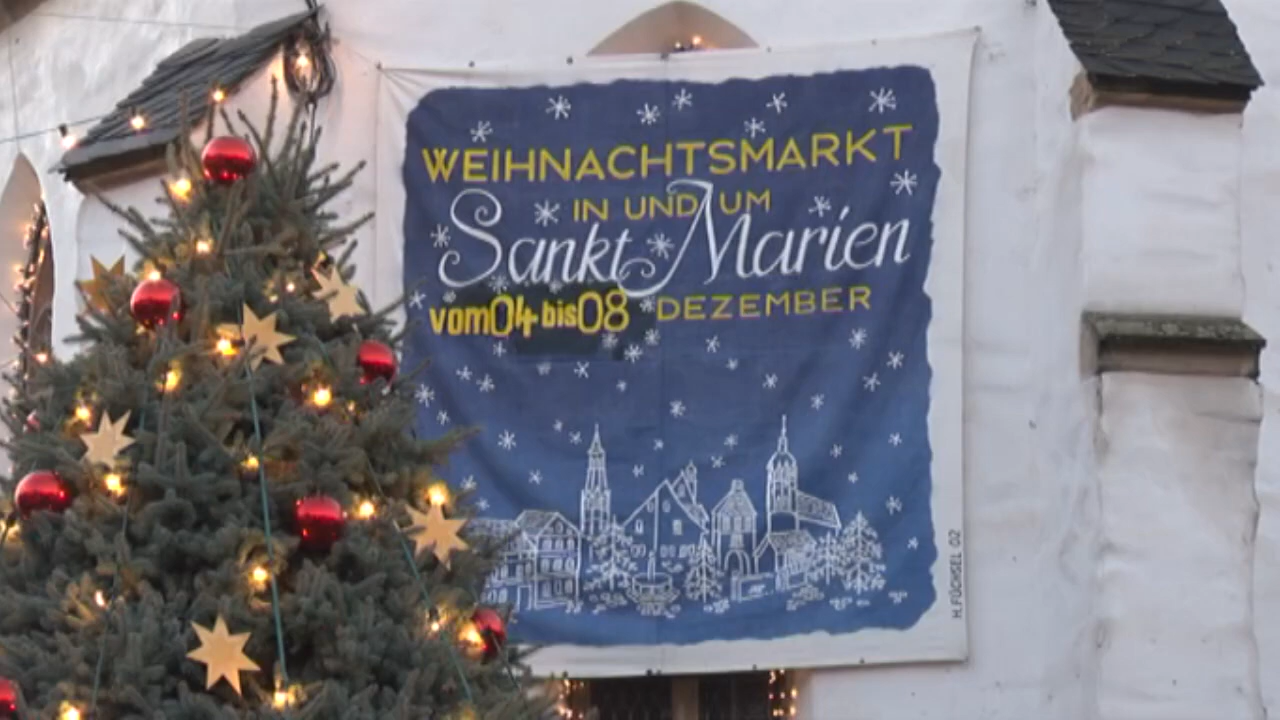 WEIHNACHTSMARKT
IN UND UM
Sankt Marien
vom 04 bis 08 DEZEMBER
H. FÜCHSEL 02